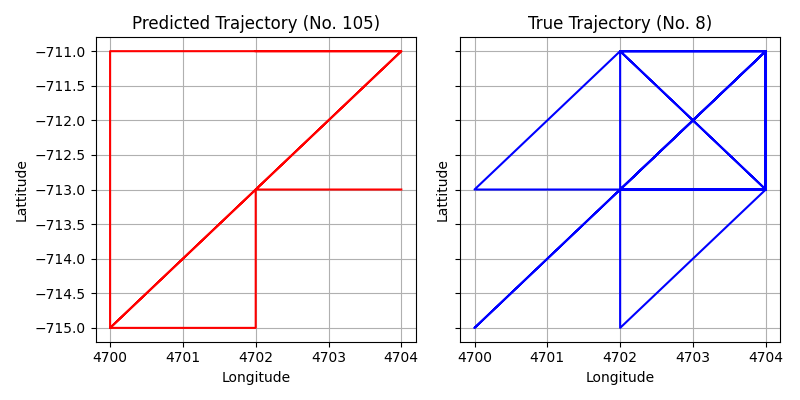 Predicted Trajectory (No. 105)
Lattitude
−711.0
−711.5
−712.0
−712.5
−713.0
−713.5
−714.0
−714.5
−715.0
4700 4701 4702 4703 4704
Longitude
True Trajectory (No. 8)
Lattitude
4700 4701 4702 4703 4704
Longitude